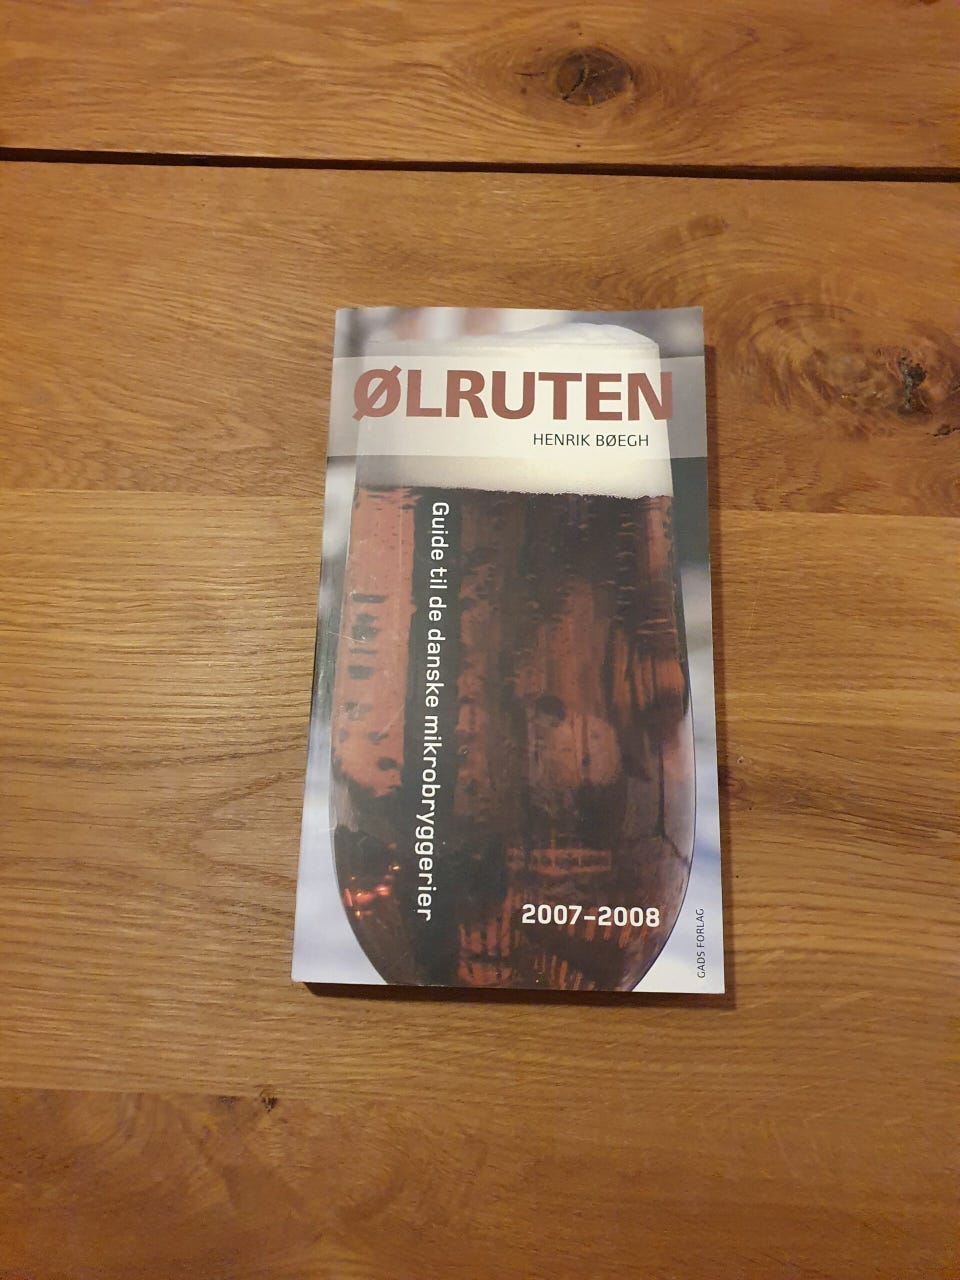 ØLRUTEN
HENRIK BØEGH
Guide til de danske mikrobryggerier
2007-2008
GADS FORLAG